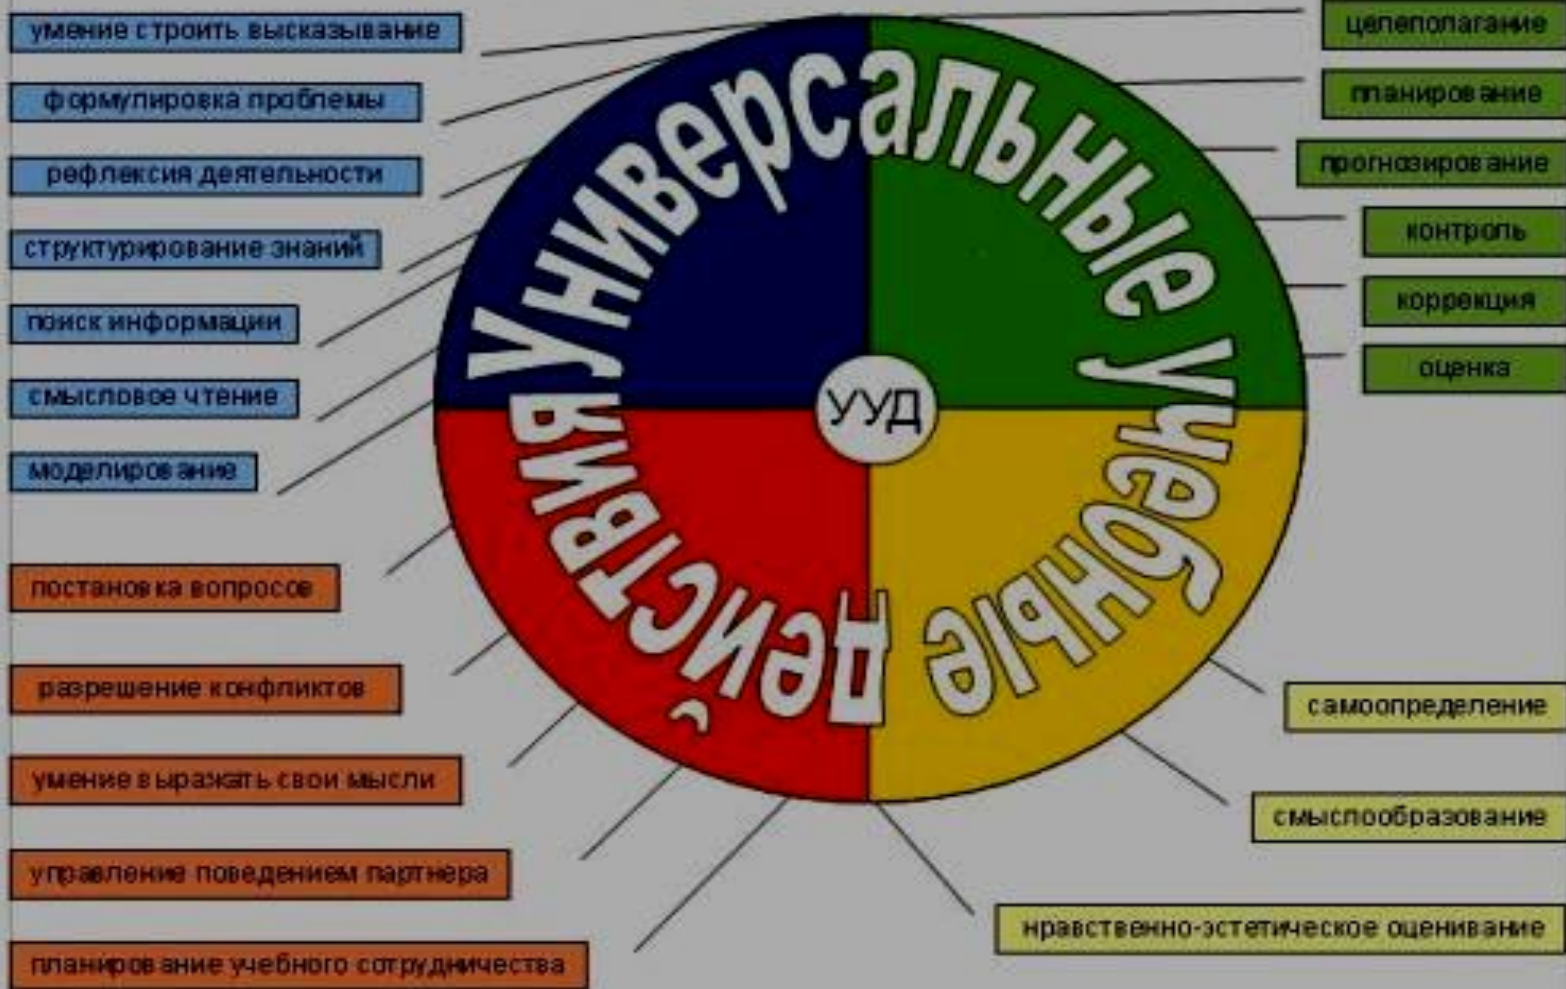 умение строить высказывание
формулировка проблемы
рефлексия деятельности
структурирование знаний
поиск информации
смысловое чтение
моделирование
постановка вопросов
разрешение конфликтов
умение выражать свои мысли
управление поведением партнера
планирование учебного сотрудничества
Универсальные учебные действия
УУД
целеполагание
планирование
прогнозирование
контроль
коррекция
оценка
самоопределение
смыслообразование
нравственно-эстетическое оценивание